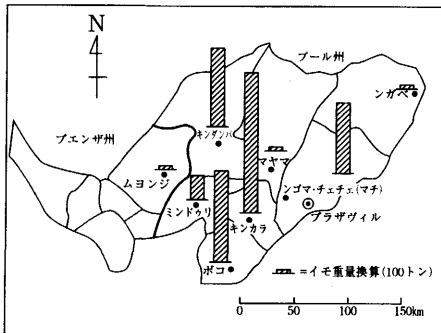 N
プール州
ンガベ
ブエンザ州
キンダンバ
マヤマ
ムヨンジ
ンゴマ・チェチェ(マチ)
ミンドゥリ
ブラザヴィル
キンカラ
ボコ
=イモ重量換算(100トン)
0 50 100 150km